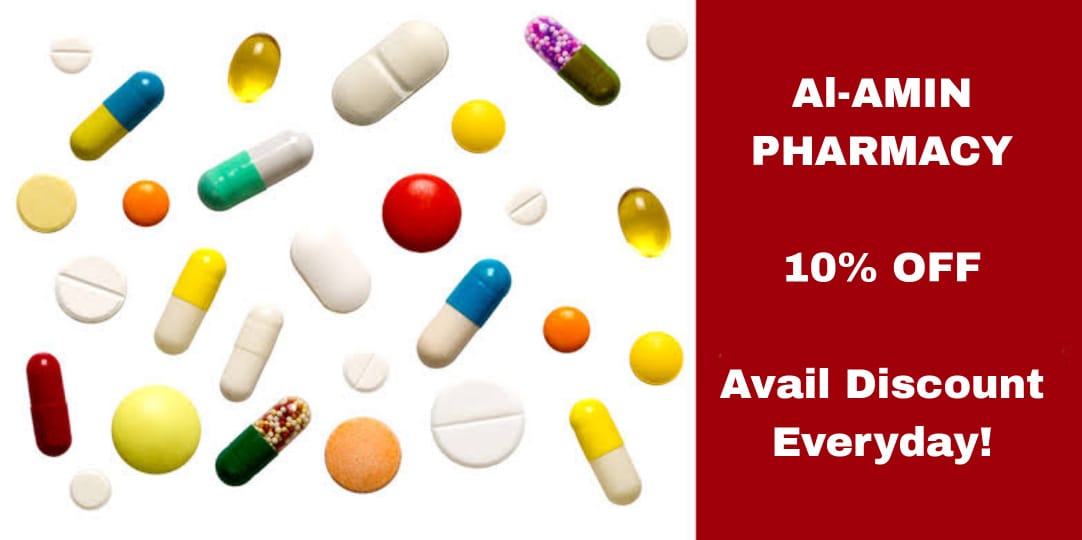 Al-AMIN
PHARMACY
10% OFF
Avail Discount
Everyday!